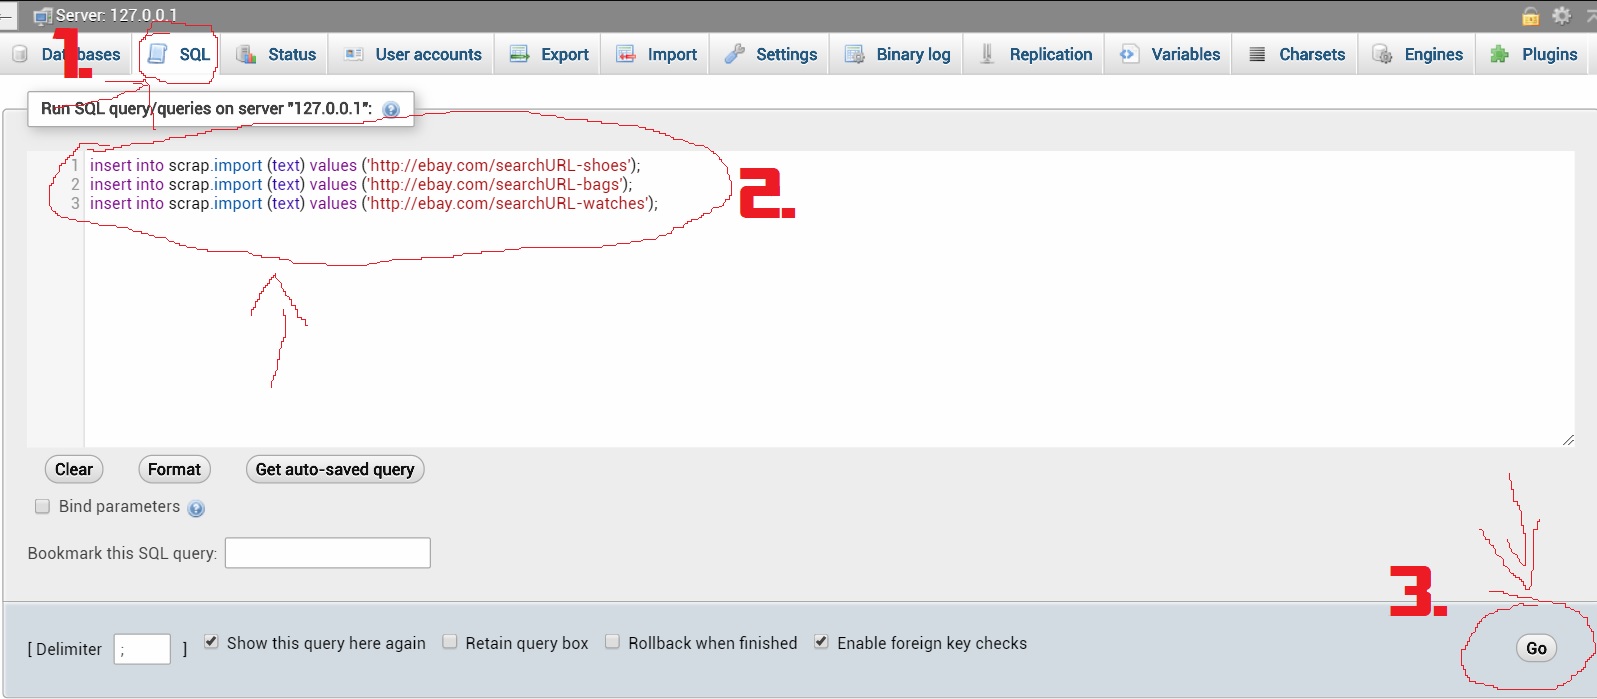 Server: 127.0.0.1
1.
Databases SQL Status User accounts Export Import Settings Binary log Replication Variables Charsets Engines Plugins
Run SQL query/queries on server "127.0.0.1":
1 insert into scrap.import (text) values ('http://ebay.com/searchURL-shoes');
2 insert into scrap.import (text) values ('http://ebay.com/searchURL-bags');
3 insert into scrap.import (text) values ('http://ebay.com/searchURL-watches');
2.
Clear Format Get auto-saved query
Bind parameters
Bookmark this SQL query:
3.
[ Delimiter ; ] Show this query here again Retain query box Rollback when finished Enable foreign key checks Go